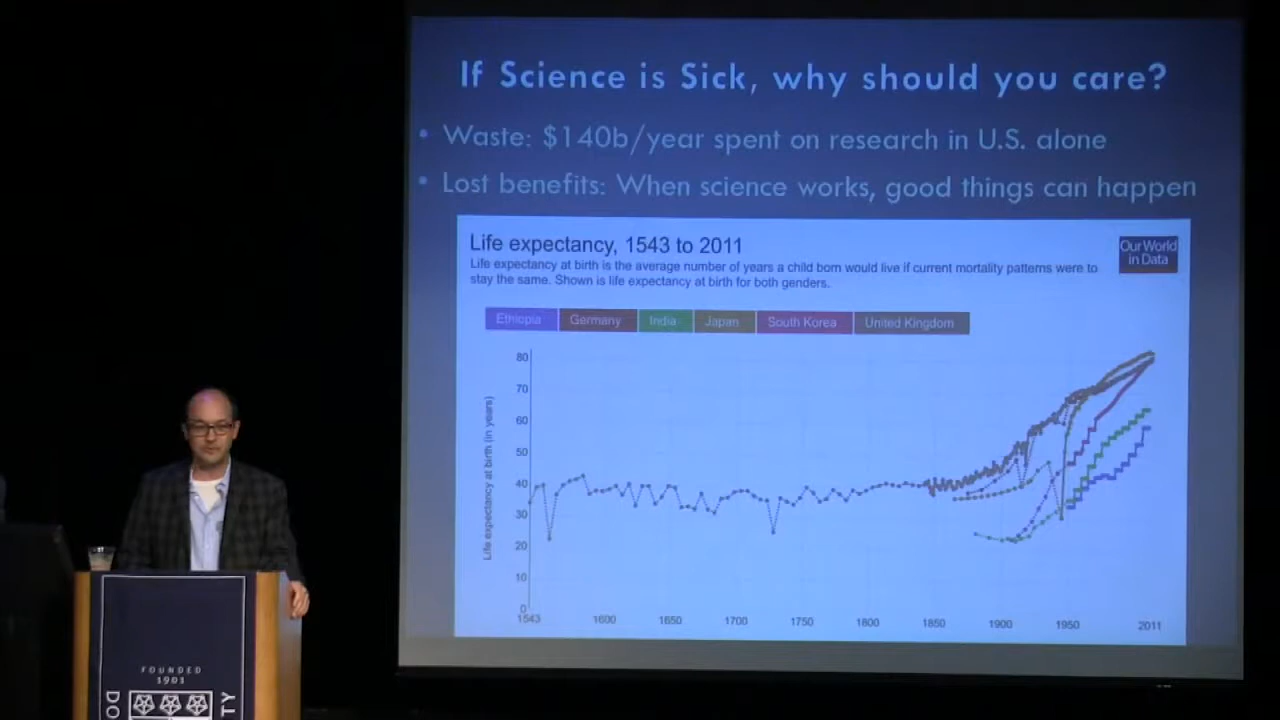 If Science is Sick, why should you care?
• Waste: $140b/year spent on research in U.S. alone
• Lost benefits: When science works, good things can happen
Life expectancy, 1543 to 2011
Our World
in Data
Life expectancy at birth is the average number of years a child born would live if current mortality patterns were to
stay the same. Shown is life expectancy at birth for both genders.
Ethiopia Germany India Japan South Korea United Kingdom
Life expectancy at birth (in years)
80
70
60
50
40
30
20
10
0
1543 1600 1650 1700 1750 1800 1850 1900 1950 2011
FOUNDED
1901
DO
TY